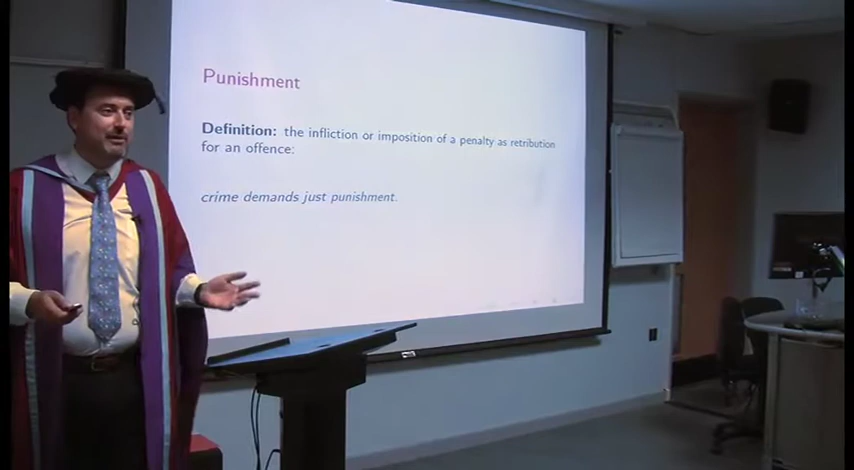 Punishment
Definition: the infliction or imposition of a penalty as retribution
for an offence:
crime demands just punishment.